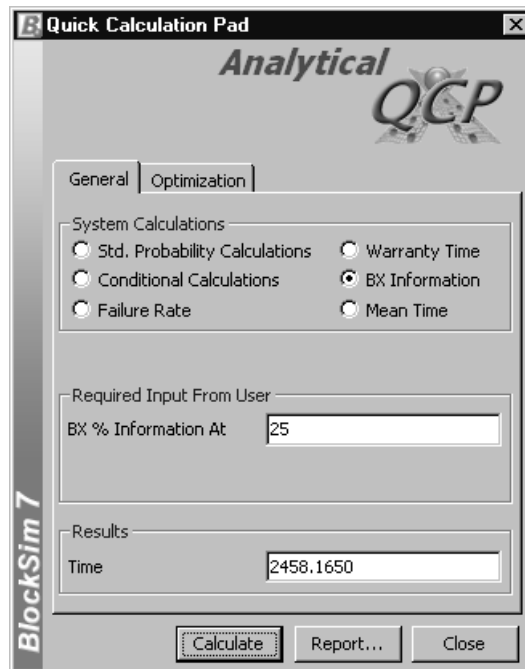 B Quick Calculation Pad
Analytical
QCP
General Optimization
System Calculations
Std. Probability Calculations Warranty Time
Conditional Calculations BX Information
Failure Rate Mean Time
Required Input From User
BX % Information At 25
Results
Time 2458.1650
BlockSim 7
Calculate Report... Close